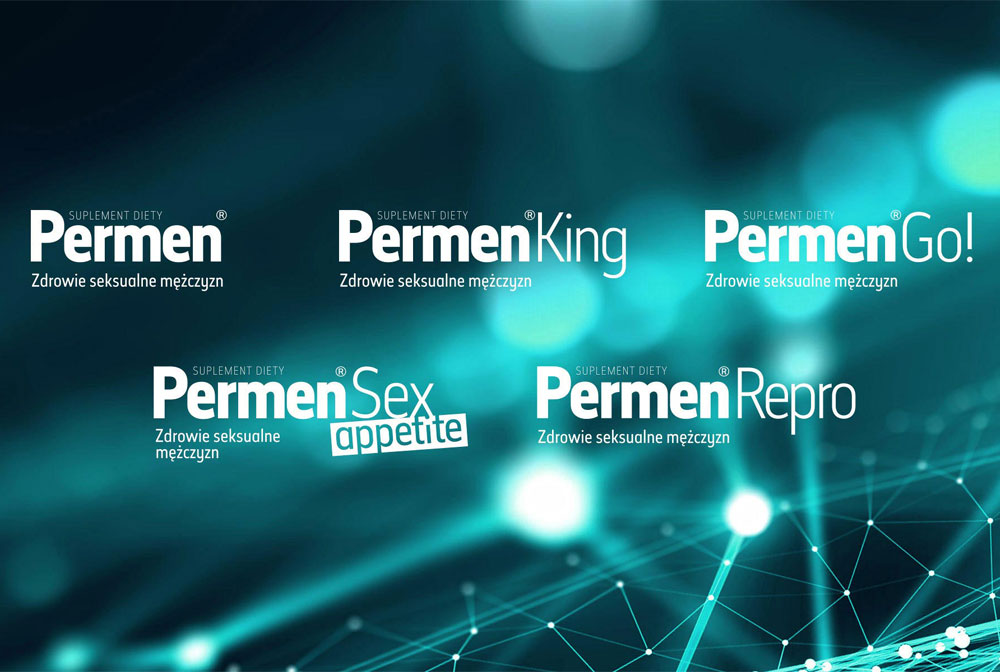 SUPLEMENT DIETY
Permen®
Zdrowie seksualne mężczyzn
SUPLEMENT DIETY
Permen®King
Zdrowie seksualne mężczyzn
SUPLEMENT DIETY
Permen®Go!
Zdrowie seksualne mężczyzn
SUPLEMENT DIETY
Permen®Sex
appetite
Zdrowie seksualne
mężczyzn
SUPLEMENT DIETY
Permen®Repro
Zdrowie seksualne mężczyzn